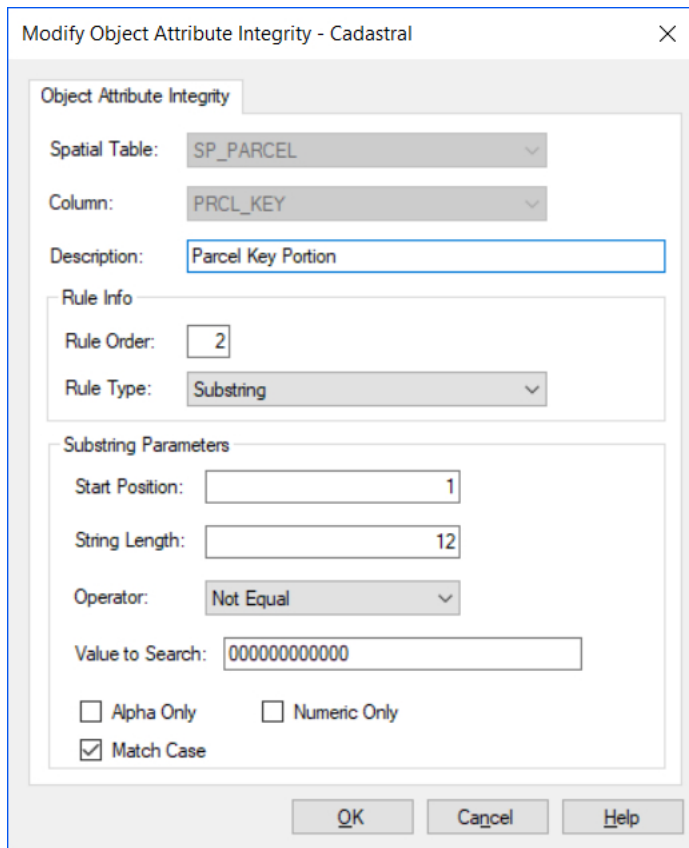 Modify Object Attribute Integrity - Cadastral
Object Attribute Integrity
Spatial Table: SP_PARCEL
Column: PRCL_KEY
Description: Parcel Key Portion
Rule Info
Rule Order: 2
Rule Type: Substring
Substring Parameters
Start Position: 1
String Length: 12
Operator: Not Equal
Value to Search: 000000000000
Alpha Only Numeric Only
Match Case
OK Cancel Help